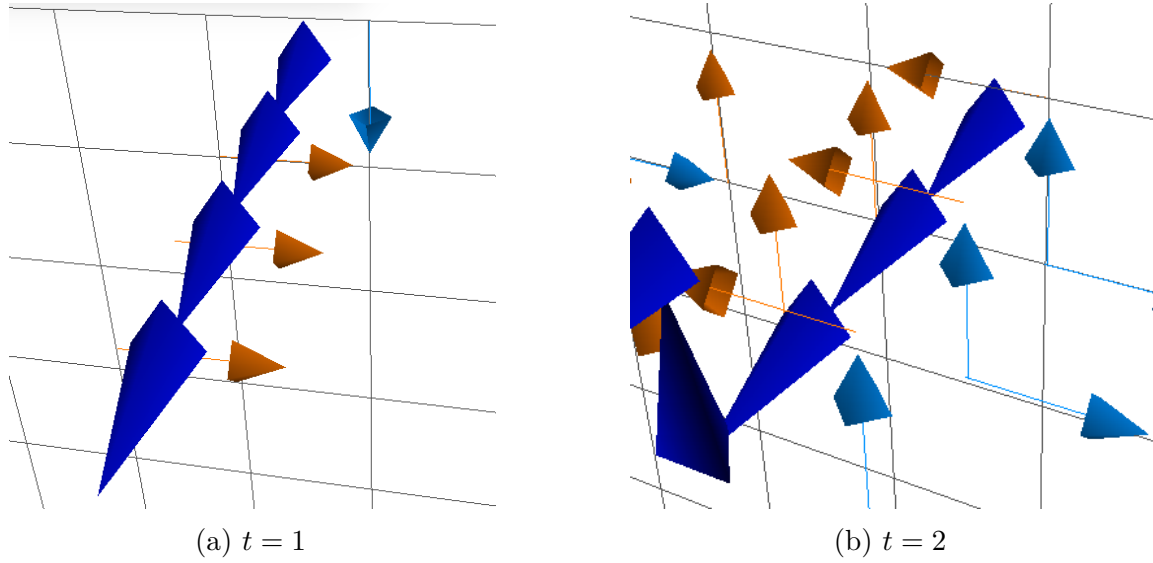 (a) t = 1
(b) t = 2